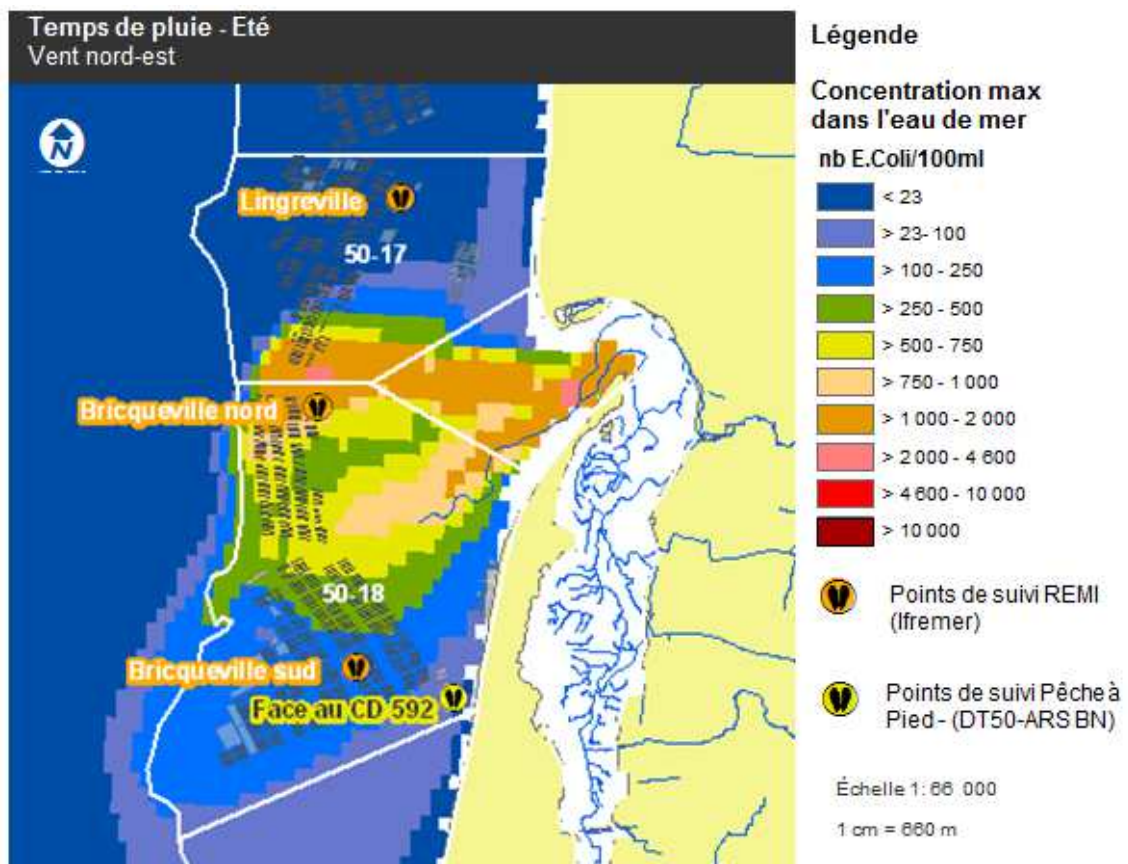 Temps de pluie - Eté
Vent nord-est
N
Lingreville
50-17
Bricqueville nord
50-18
Bricqueville sud
Face au CD 592
Légende
Concentration max
dans l'eau de mer
nb E.Coli/100ml
< 23
> 23- 100
> 100 - 250
> 250 - 500
> 500 - 750
> 750 - 1 000
> 1 000 - 2 000
> 2 000 - 4 600
> 4 600 - 10 000
> 10 000
Points de suivi REMI
(Ifremer)
Points de suivi Pêche à
Pied - (DT50-ARS BN)
Échelle 1: 66 000
1 cm = 660 m